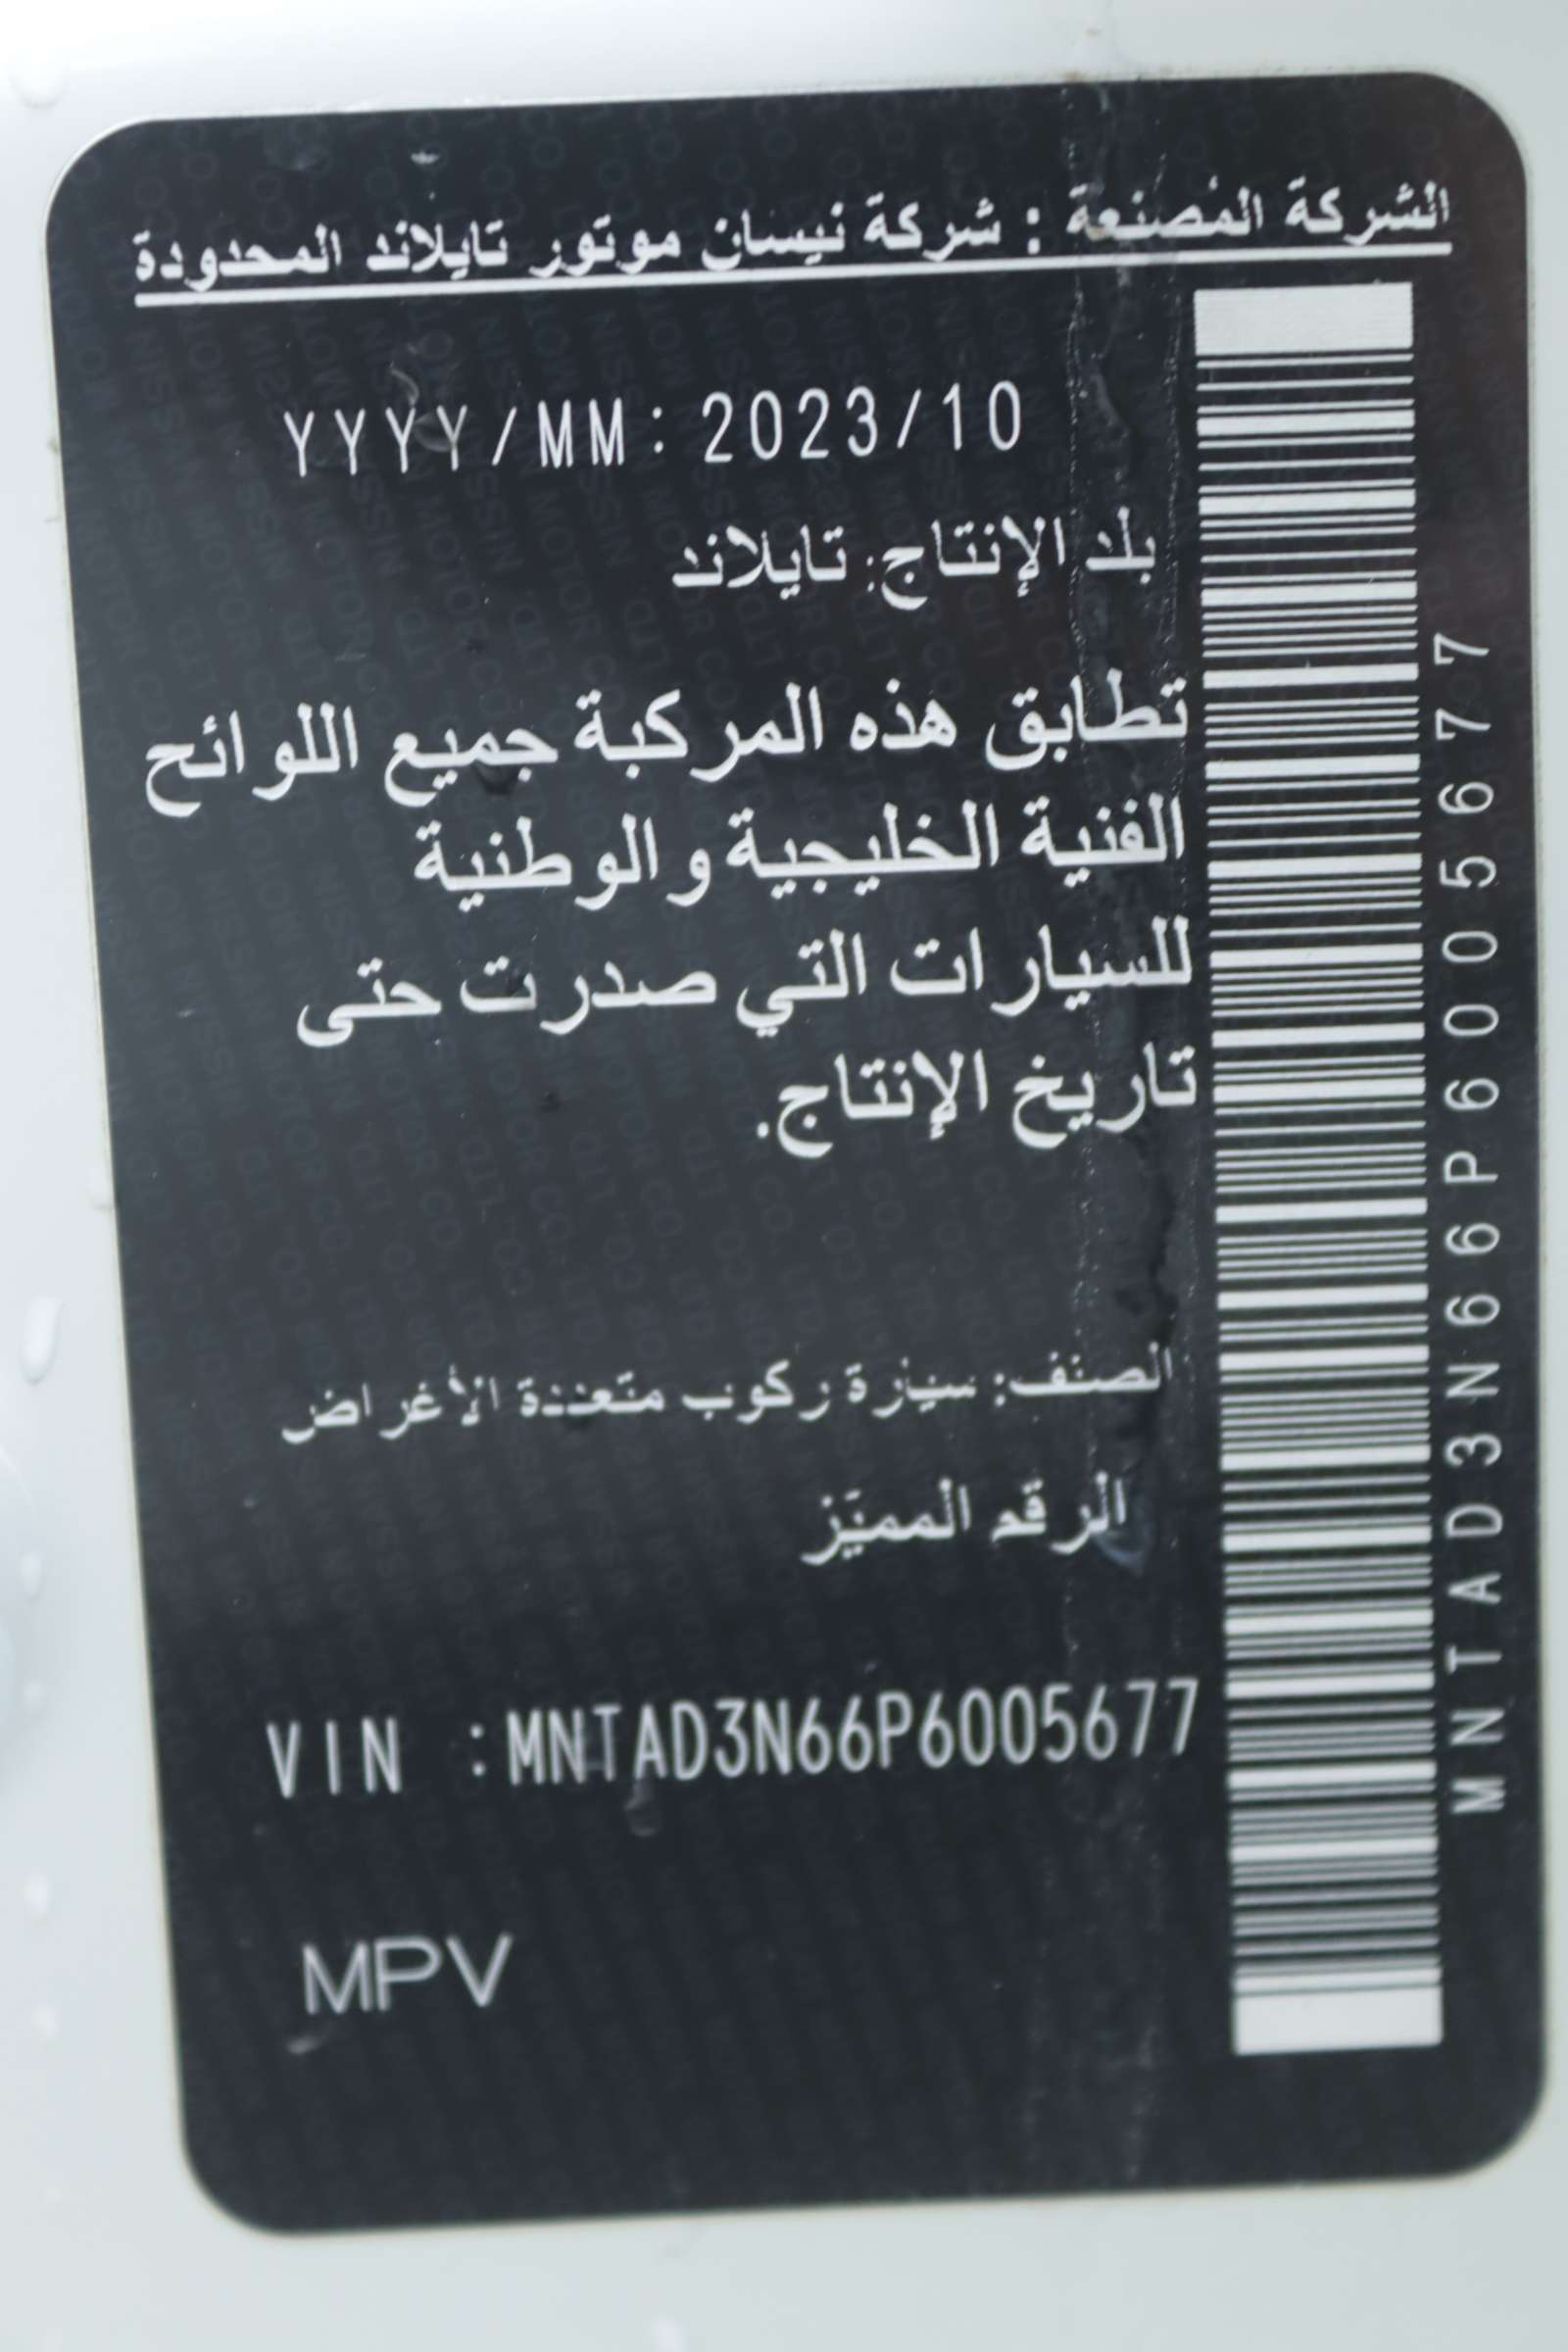 الشركة المصنعة : شركة نيسان موتور تايلاند المحدودة
YYYY/MM: 2023/10
بلد الإنتاج: تايلاند
تطابق هذه المركبة جميع اللوائح
الفنية الخليجية والوطنية
للسيارات التي صدرت حتى
تاريخ الإنتاج.
الصنف: سيارة ركوب متعددة الأغراض
الرقم المميّز
VIN :MNTAD3N66P6005677
MPV
MNTAD3N66P6005677